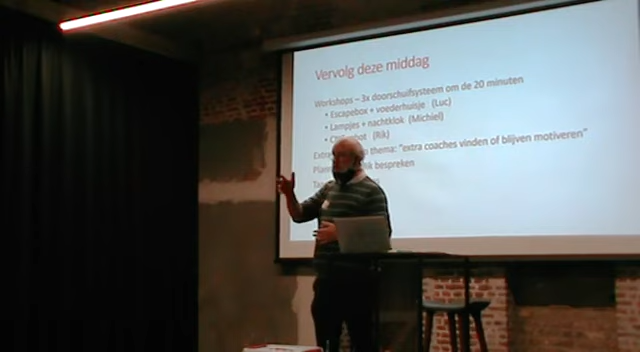 Vervolg deze middag
Workshops – 3x doorschuifsysteem om de 20 minuten
• Escapebox + voederhuisje (Luc)
• Lampjes + nachtklok (Michiel)
(Rik)
thema: "extra coaches vinden of blijven motiveren"
bespreken